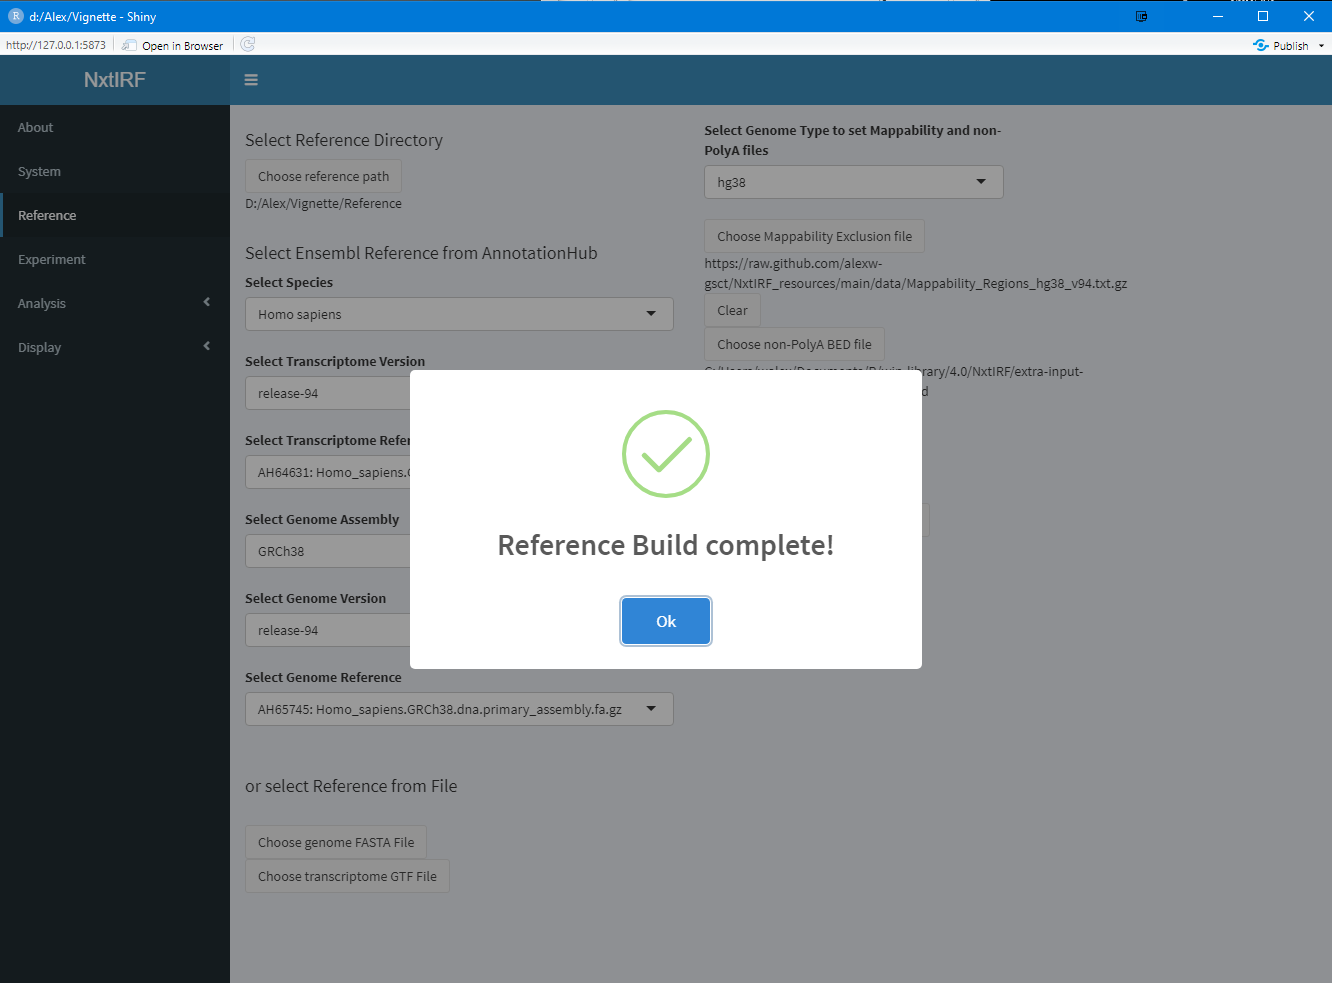 d:/Alex/Vignette - Shiny
http://127.0.0.1:5873
Open in Browser
Publish
NxtIRF
About
System
Reference
Experiment
Analysis
Display
Select Reference Directory
Choose reference path
D:/Alex/Vignette/Reference
Select Ensembl Reference from AnnotationHub
Select Species
Homo sapiens
Select Transcriptome Version
release-94
Select Transcriptome Refer
AH64631: Homo_sapiens.
Select Genome Assembly
GRCh38
Select Genome Version
release-94
Select Genome Reference
AH65745: Homo_sapiens.GRCh38.dna.primary_assembly.fa.gz
or select Reference from File
Choose genome FASTA File
Choose transcriptome GTF File
Select Genome Type to set Mappability and non-
PolyA files
hg38
Choose Mappability Exclusion file
https://raw.github.com/alexw-
gsct/NxtIRF_resources/main/data/Mappability_Regions_hg38_v94.txt.gz
Clear
Choose non-PolyA BED file
library/4.0/NxtIRF/extra-input-
Reference Build complete!
Ok